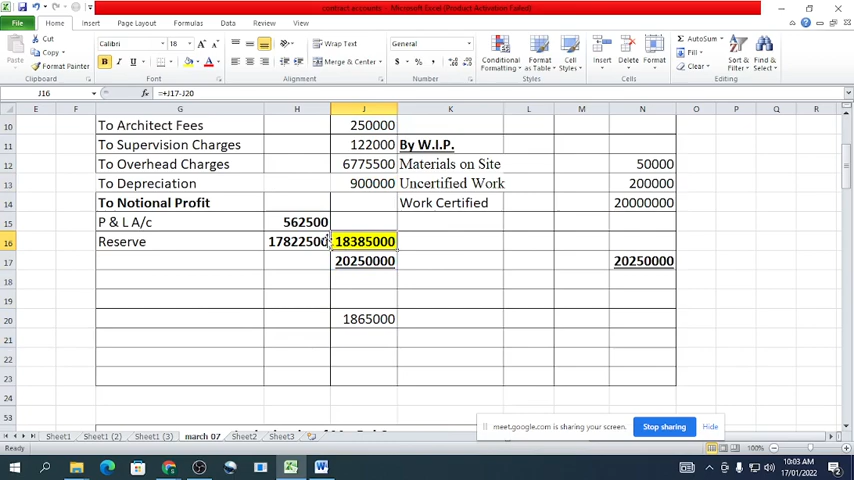 contract accounts - Microsoft Excel (Product Activation Failed)
File Home Insert Page Layout Formulas Data Review View
Cut
Copy
Format Painter
Paste
Calibri 18
General
Wrap Text
Merge & Center
Conditional Formatting Format as Table Cell Styles
Insert Delete Format
AutoSum
Fill
Clear
Sort & Filter Find & Select
Clipboard Font Alignment Number Styles Cells Editing
J16 fx =+J17-J20
E F G H J K L M N O P Q R
10 To Architect Fees 250000
11 To Supervision Charges 122000 By W.I.P.
12 To Overhead Charges 6775500 Materials on Site 50000
13 To Depreciation 900000 Uncertified Work 200000
14 To Notional Profit Work Certified 20000000
15 P & L A/c 562500
16 Reserve 17822500 18385000
17 20250000 20250000
18
19
20 1865000
21
22
23
24
53
meet.google.com is sharing your screen. Stop sharing Hide
Sheet1 Sheet1 (2) Sheet1 (3) march 07 Sheet2 Sheet3
Ready 100%
10:03 AM
17/01/2022
2